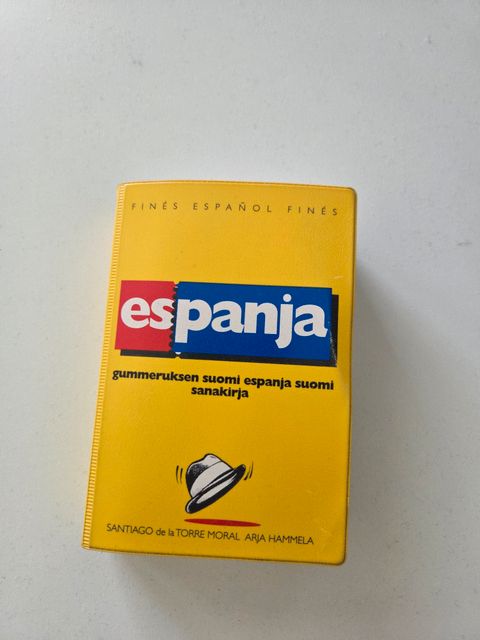 FINÉS ESPAÑOL FINÉS
espanja
gummeruksen suomi espanja suomi
sanakirja
SANTIAGO de la TORRE MORAL ARJA HAMMELA